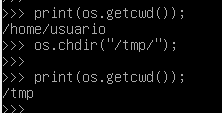 >>> print(os.getcwd());
/home/usuario
>>> os.chdir("/tmp/");
>>>
>>> print(os.getcwd());
/tmp
>>>